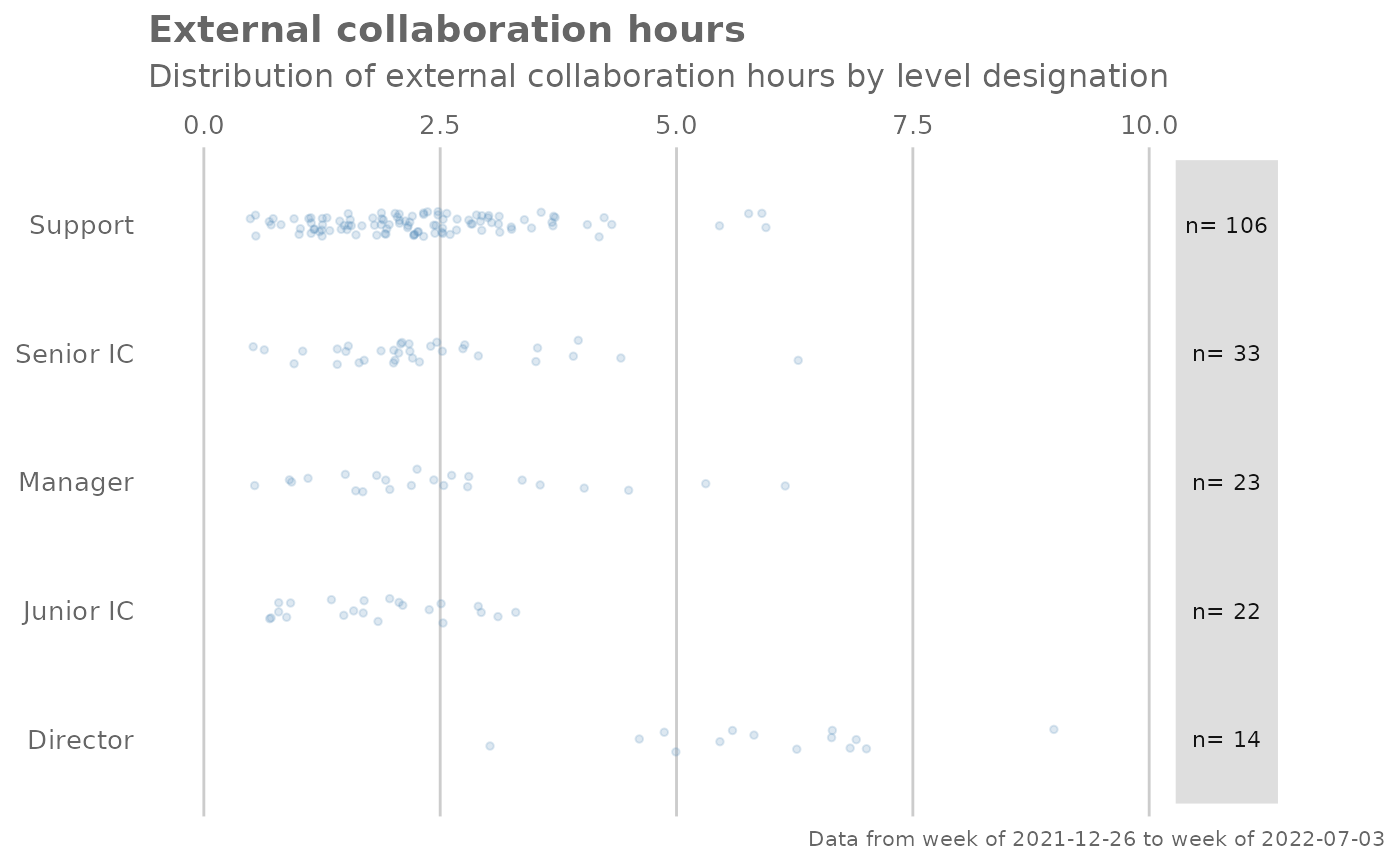 External collaboration hours
Distribution of external collaboration hours by level designation
0.0 2.5 5.0 7.5 10.0
Support n= 106
Senior IC n= 33
Manager n= 23
Junior IC n= 22
Director n= 14
Data from week of 2021-12-26 to week of 2022-07-03